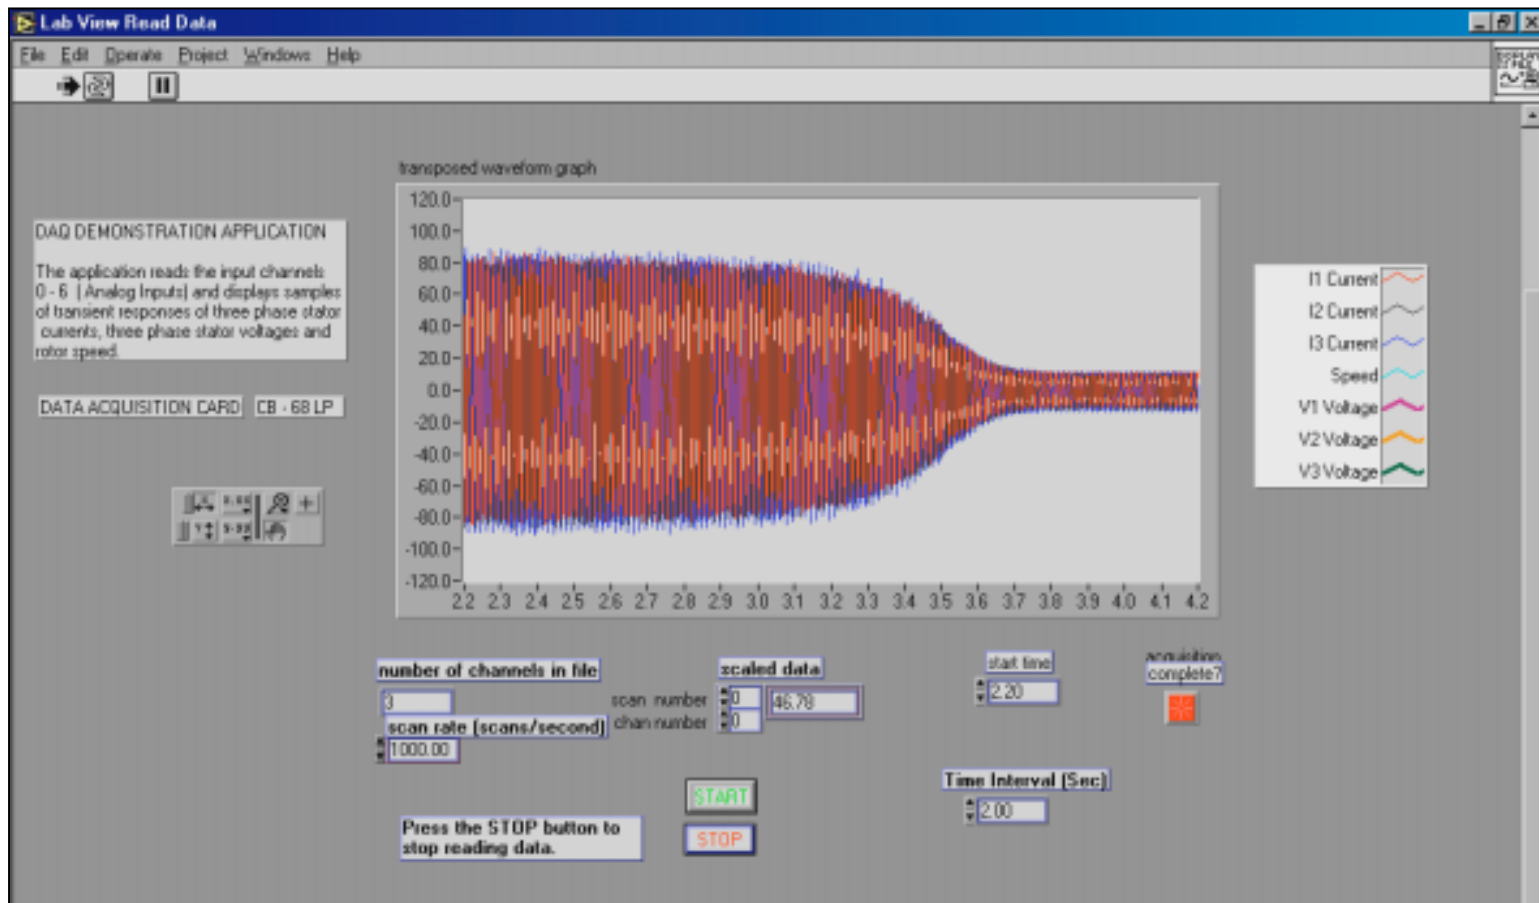 Lab View Read Data
File Edit Operate Project Windows Help
transposed waveform graph
120.0
100.0
80.0
60.0
40.0
20.0
0.0
-20.0
-40.0
-60.0
-80.0
-100.0
-120.0
2.2 2.3 2.4 2.5 2.6 2.7 2.8 2.9 3.0 3.1 3.2 3.3 3.4 3.5 3.6 3.7 3.8 3.9 4.0 4.1 4.2
DAQ DEMONSTRATION APPLICATION
The application reads the input channels
0 - 6 ( Analog Inputs) and displays samples
of transient responses of three phase stator
currents, three phase stator voltages and
rotor speed.
DATA ACQUISITION CARD CB - 68 LP
I1 Current
I2 Current
I3 Current
Speed
V1 Voltage
V2 Voltage
V3 Voltage
number of channels in file
3
scan rate (scans/second)
1000.00
scaled data
scan number 0 46.78
chan number 0
start time
2.20
acquisition
complete?
Time Interval (Sec)
2.00
START
STOP
Press the STOP button to
stop reading data.